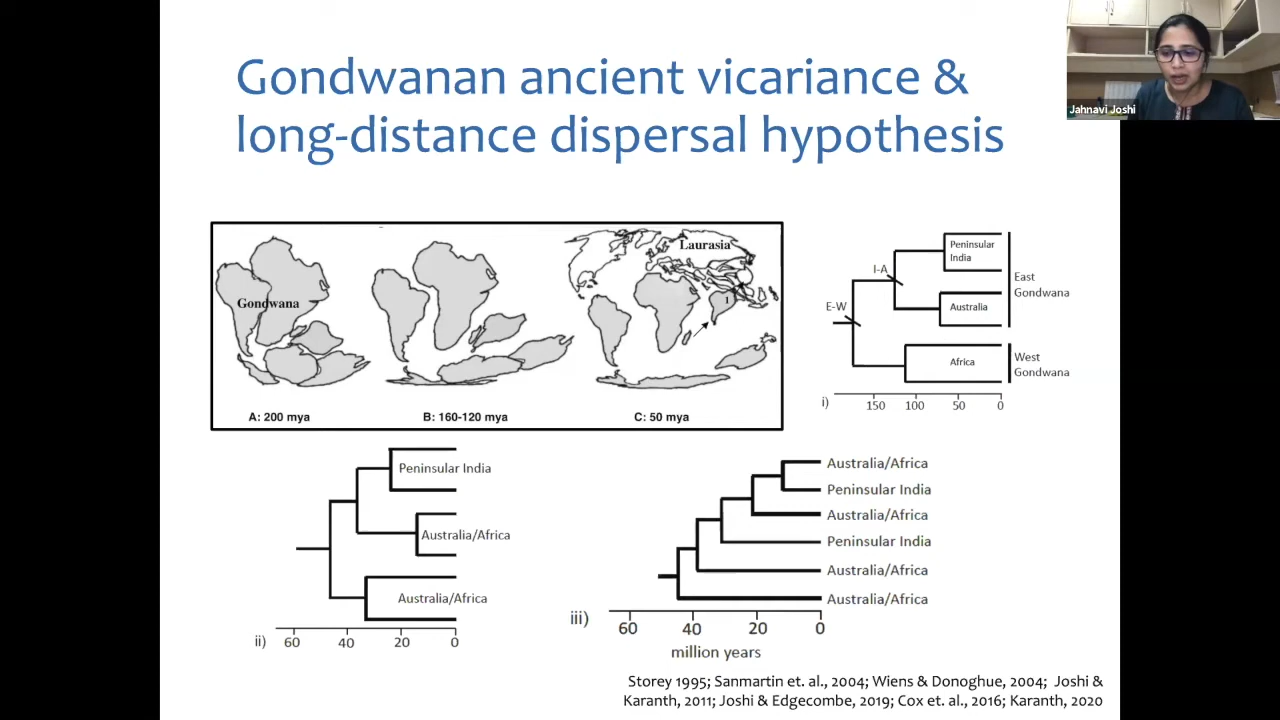 Gondwanan ancient vicariance &
long-distance dispersal hypothesis
Jahnavi Joshi
Gondwana
Laurasia
1
A: 200 mya
B: 160-120 mya
C: 50 mya
E-W
I-A
Peninsular
India
Australia
Africa
East
Gondwana
West
Gondwana
i)
150 100 50 0
Peninsular India
Australia/Africa
Australia/Africa
ii)
60 40 20 0
Australia/Africa
Peninsular India
Australia/Africa
Peninsular India
Australia/Africa
Australia/Africa
iii)
60 40 20 0
million years
Storey 1995; Sanmartin et. al., 2004; Wiens & Donoghue, 2004; Joshi &
Karanth, 2011; Joshi & Edgecombe, 2019; Cox et. al., 2016; Karanth, 2020